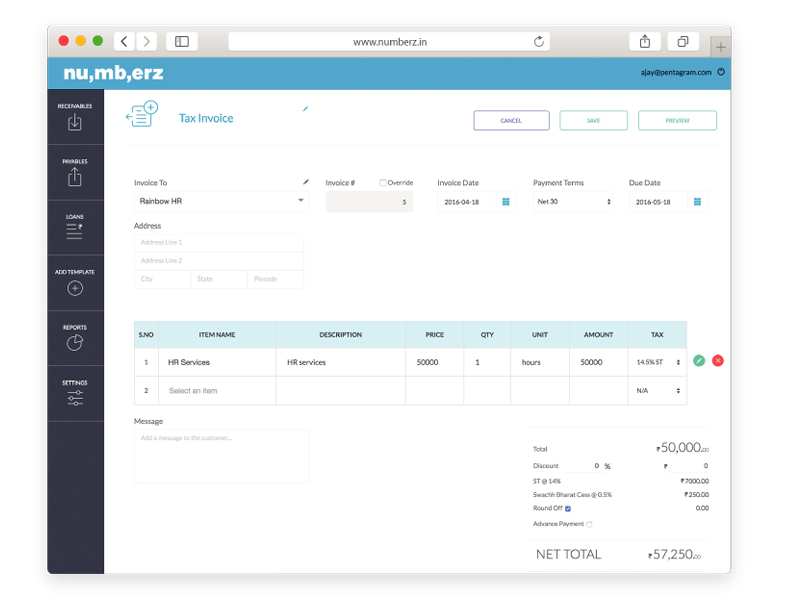 www.numberz.in
nu,mb,erz
ajay@pentagram.com
RECEIVABLES
PAYABLES
LOANS
ADD TEMPLATE
REPORTS
SETTINGS
Tax Invoice
CANCEL SAVE PREVIEW
Invoice To Invoice # Override Invoice Date Payment Terms Due Date
Rainbow HR 5 2016-04-18 Net 30 2016-05-18
Address
Address Line 1
Address Line 2
City State Pincode
S.NO ITEM NAME DESCRIPTION PRICE QTY UNIT AMOUNT TAX
1 HR Services HR services 50000 1 hours 50000 14.5% ST
2 Select an item N/A
Message
Add a message to the customer...
Total ₹50,000.00
Discount 0 % ₹ 0
ST @ 14% ₹7000.00
Swachh Bharat Cess @ 0.5% ₹250.00
Round Off 0.00
Advance Payment
NET TOTAL ₹57,250.00